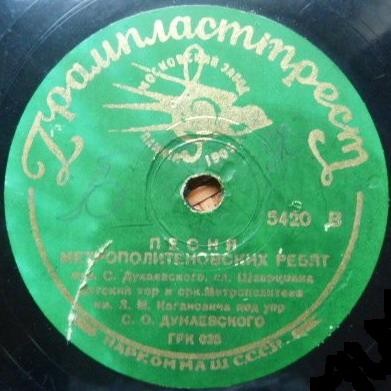 Грампласттрест
МОСКОВСКИЙ ЗАВОД
5420 В
ПЕСНЯ
МЕТРОПОЛИТЕНОВСКИХ РЕБЯТ
муз. С. Дунаевского, сл. Шварцмана
Детский хор и орк. Метрополитена
им. Л. М. Кагановича под упр
С. О. ДУНАЕВСКОГО
ГРК 035
НАРКОММАШ СССР